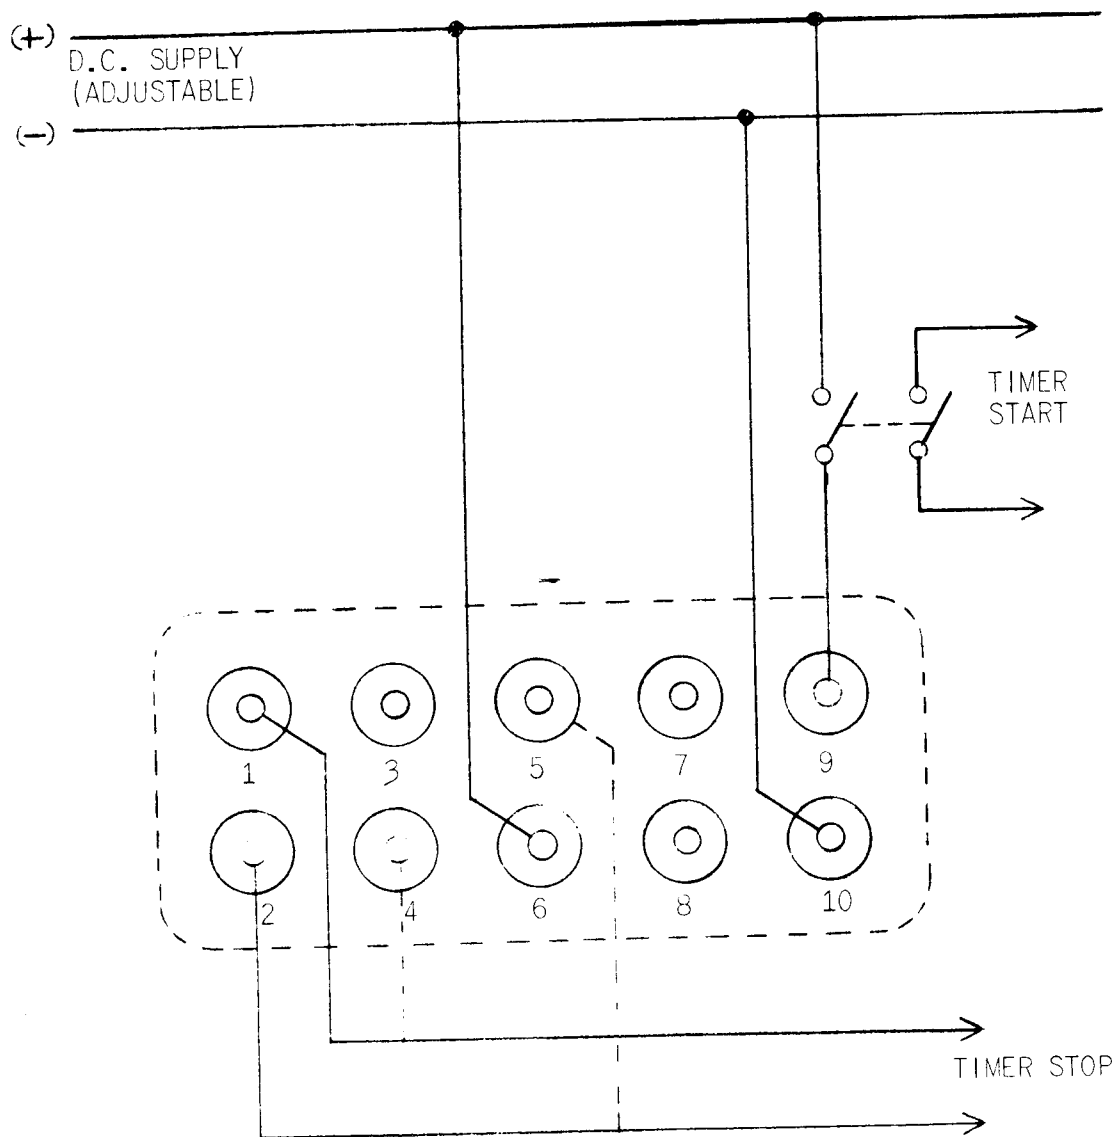 (+)
D.C. SUPPLY
(ADJUSTABLE)
(-)
TIMER
START
1
3
5
7
9
2
4
6
8
10
TIMER STOP